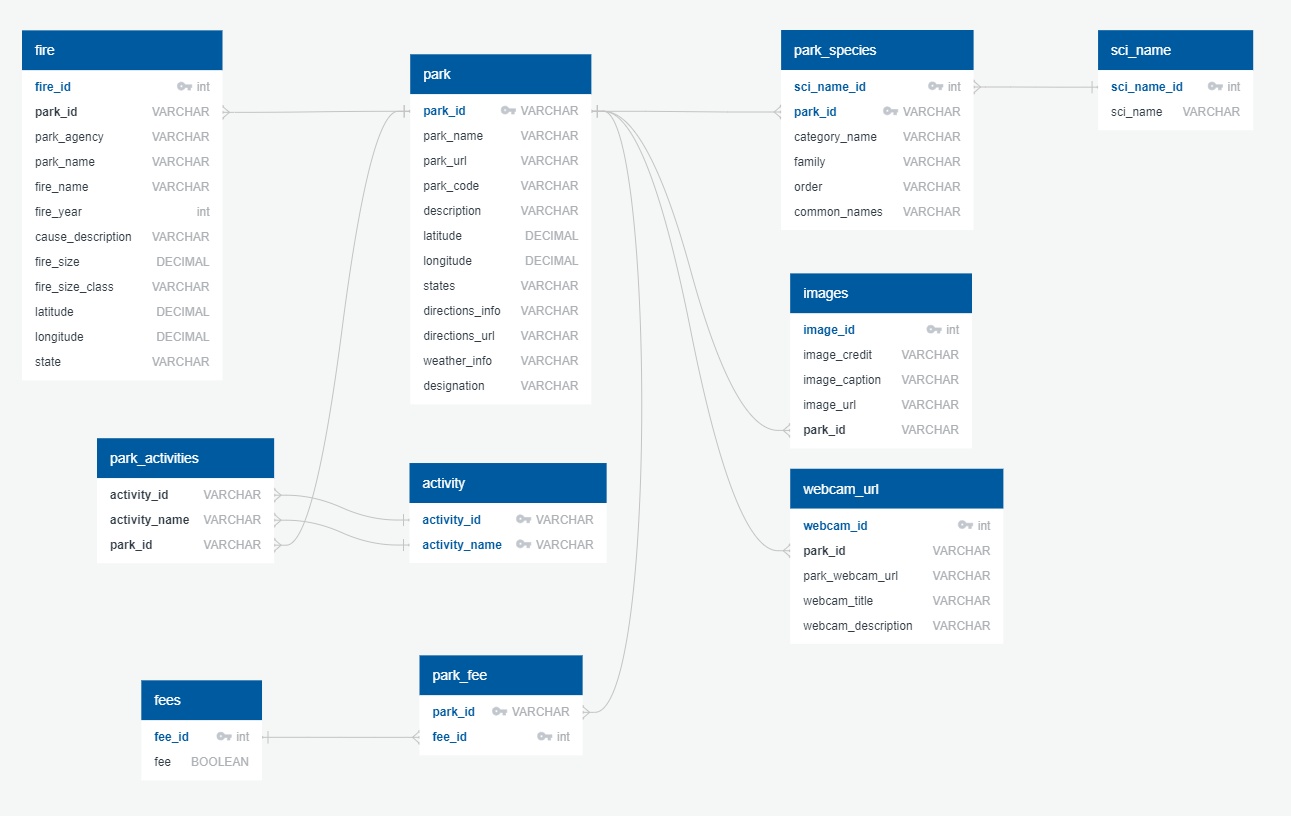 fire
fire_id int
park_id VARCHAR
park_agency VARCHAR
park_name VARCHAR
fire_name VARCHAR
fire_year int
cause_description VARCHAR
fire_size DECIMAL
fire_size_class VARCHAR
latitude DECIMAL
longitude DECIMAL
state VARCHAR
park
park_id VARCHAR
park_name VARCHAR
park_url VARCHAR
park_code VARCHAR
description VARCHAR
latitude DECIMAL
longitude DECIMAL
states VARCHAR
directions_info VARCHAR
directions_url VARCHAR
weather_info VARCHAR
designation VARCHAR
park_species
sci_name_id int
park_id VARCHAR
category_name VARCHAR
family VARCHAR
order VARCHAR
common_names VARCHAR
sci_name
sci_name_id int
sci_name VARCHAR
images
image_id int
image_credit VARCHAR
image_caption VARCHAR
image_url VARCHAR
park_id VARCHAR
park_activities
activity_id VARCHAR
activity_name VARCHAR
park_id VARCHAR
activity
activity_id VARCHAR
activity_name VARCHAR
webcam_url
webcam_id int
park_id VARCHAR
park_webcam_url VARCHAR
webcam_title VARCHAR
webcam_description VARCHAR
fees
fee_id int
fee BOOLEAN
park_fee
park_id VARCHAR
fee_id int